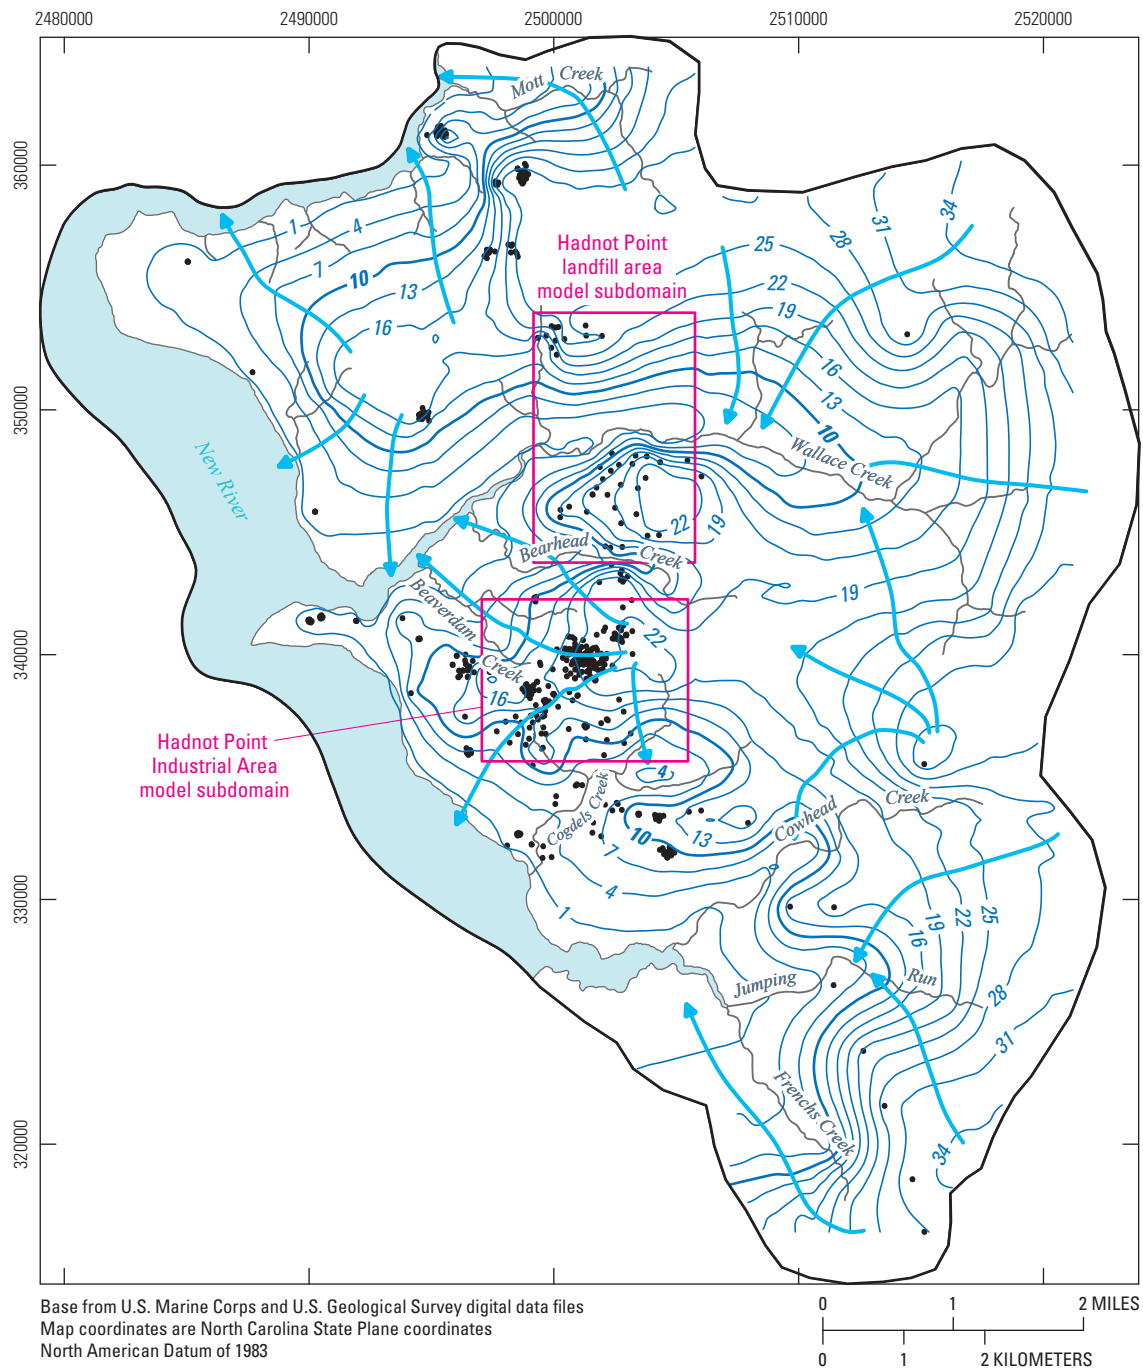 2480000 2490000 2500000 2510000 2520000
Mott Creek
360000
34
31
28
1
4
25
Hadnot Point
landfill area
model subdomain
7
10
22
13
19
16
16
350000
13
10
New River
Wallace Creek
22
19
Bearhead Creek
19
Beaverdam Creek
22
340000
16
Hadnot Point
Industrial Area
model subdomain
4
Cogdels Creek
Cowhead Creek
10
13
7
4
1
330000
16
19
22
25
Jumping Run
28
31
Frenchs Creek
34
320000
Base from U.S. Marine Corps and U.S. Geological Survey digital data files
Map coordinates are North Carolina State Plane coordinates
North American Datum of 1983
0 1 2 MILES
0 1 2 KILOMETERS